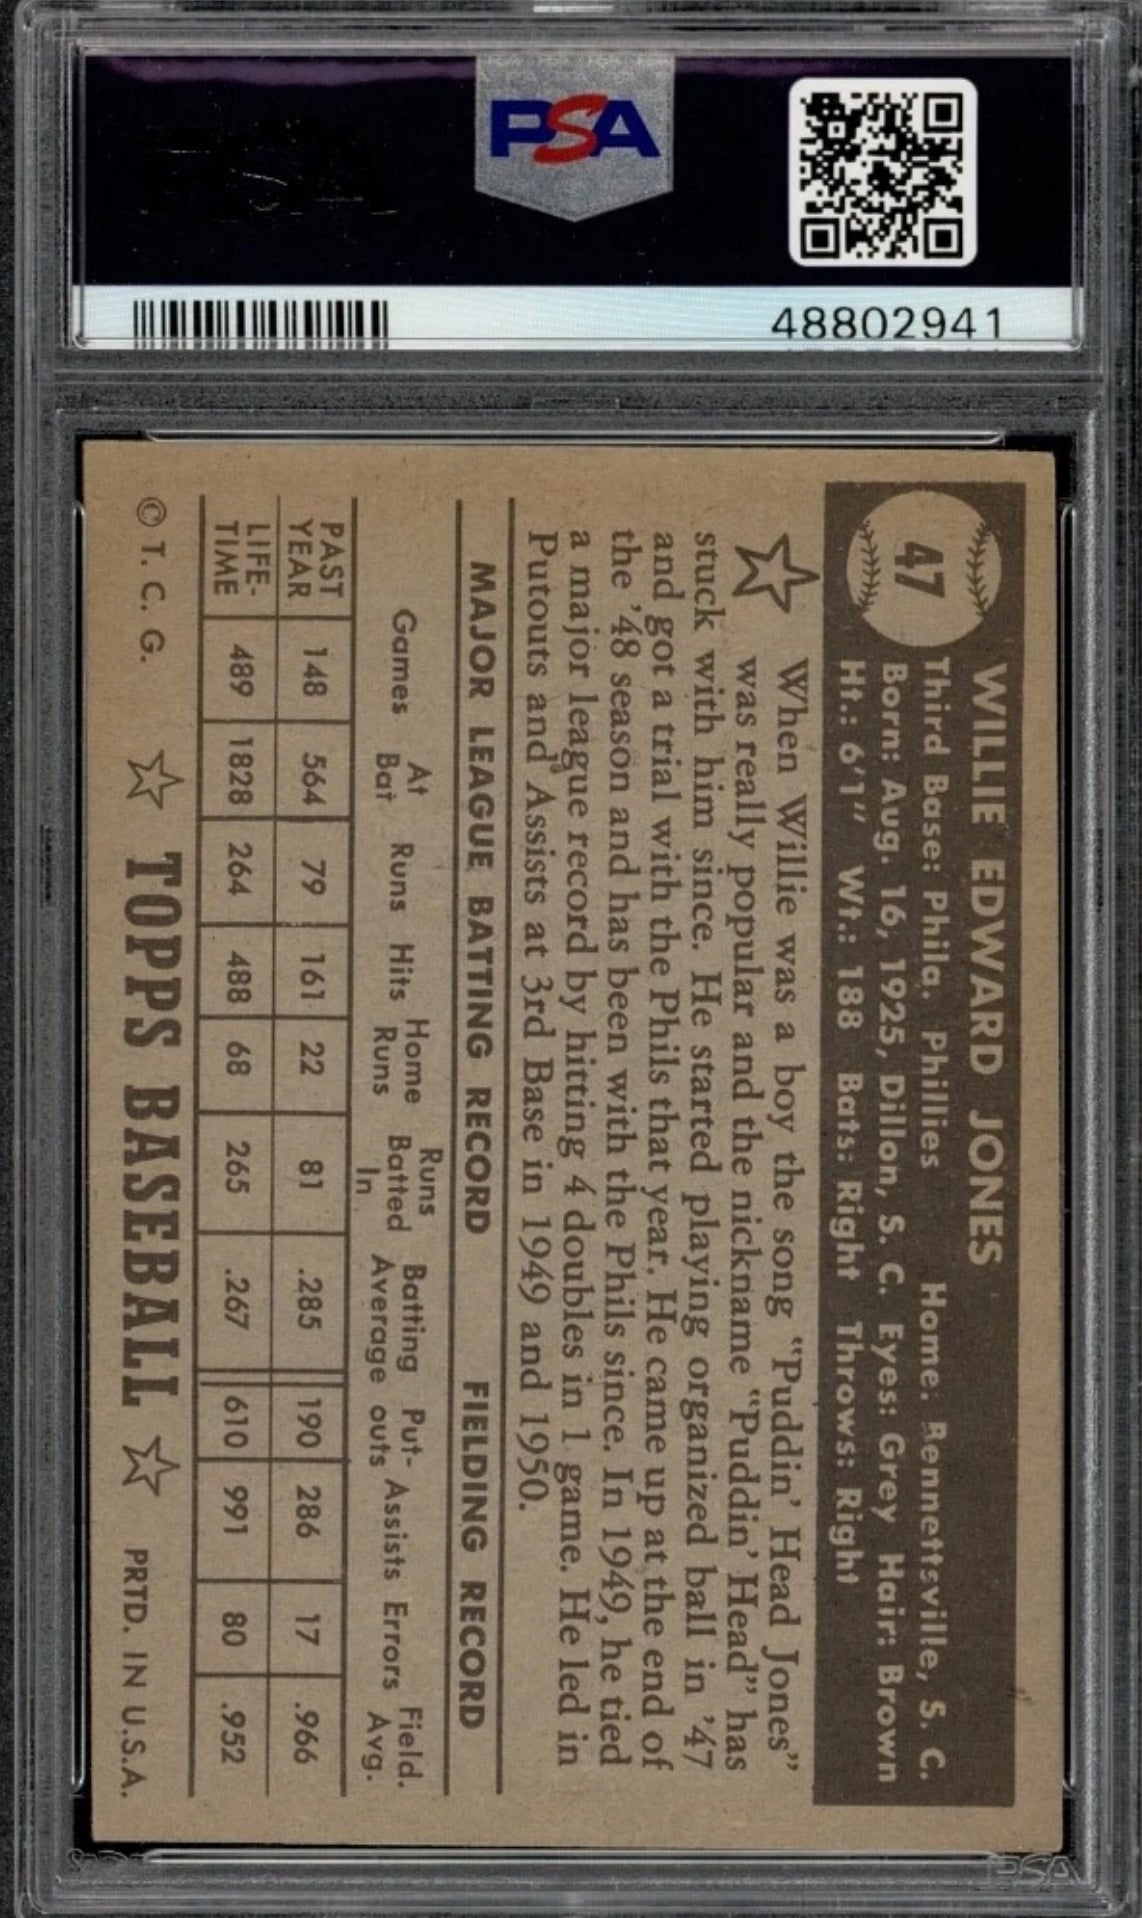 PSA
48802941
47
WILLIE EDWARD JONES
Third Base: Phila. Phillies Home: Bennettsville, S. C.
Born: Aug. 16, 1925, Dillon, S. C. Eyes: Grey Hair: Brown
Ht.: 6'1" Wt.: 188 Bats: Right Throws: Right
When Willie was a boy the song "Puddin' Head Jones"
was really popular and the nickname "Puddin' Head" has
stuck with him since. He started playing organized ball in '47
and got a trial with the Phils that year. He came up at the end of
the '48 season and has been with the Phils since. In 1949, he tied
a major league record by hitting 4 doubles in 1 game. He led in
Putouts and Assists at 3rd Base in 1949 and 1950.
MAJOR LEAGUE BATTING RECORD FIELDING RECORD
Games At Bat Runs Hits Home Runs Runs Batted In Batting Average Put-outs Assists Errors Field. Avg.
PAST YEAR 148 564 79 161 22 81 .285 190 286 17 .966
LIFE-TIME 489 1828 264 488 68 265 .267 610 991 80 .952
© T. C. G. ☆ TOPPS BASEBALL ☆ PRTD. IN U.S.A.
PSA